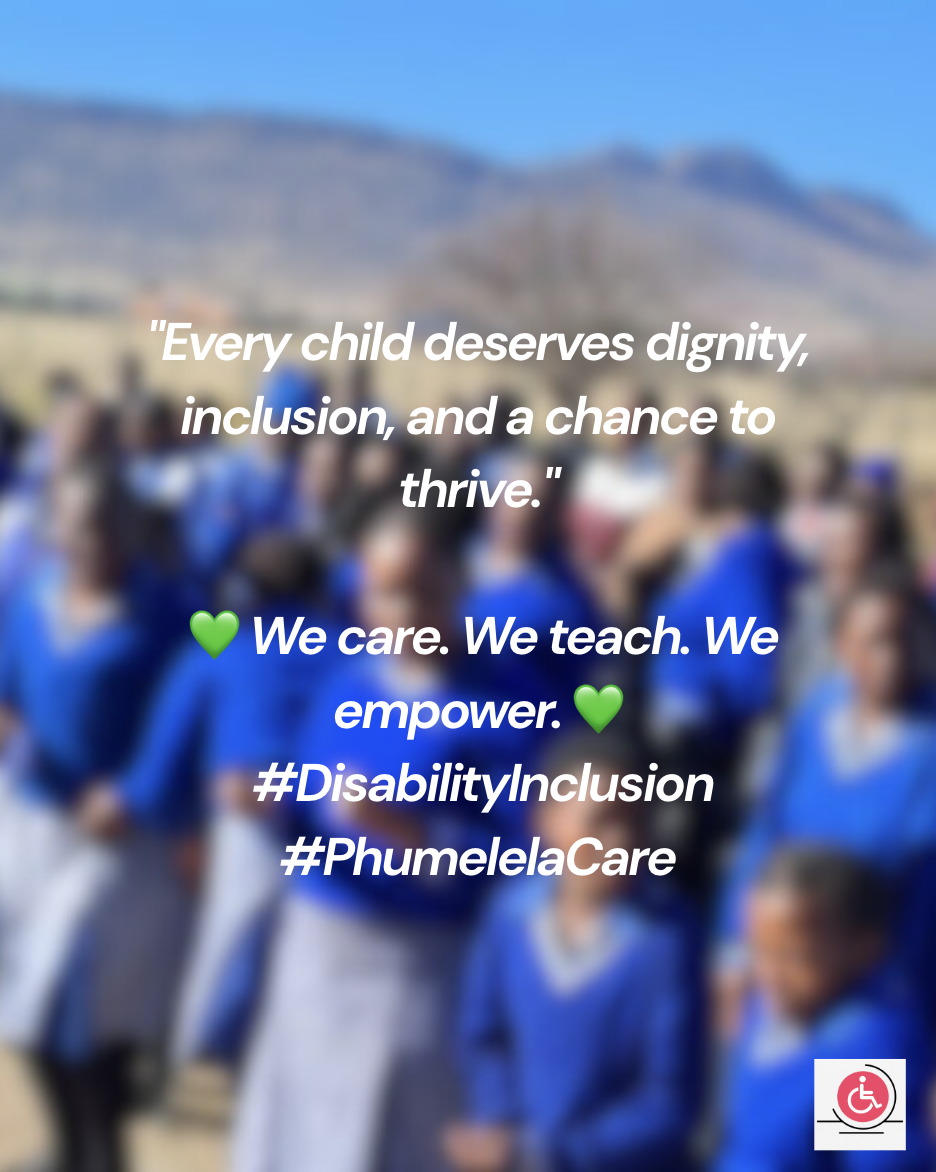 "Every child deserves dignity,
inclusion, and a chance to
thrive."
💚 We care. We teach. We
empower. 💚
#DisabilityInclusion
#PhumelelaCare